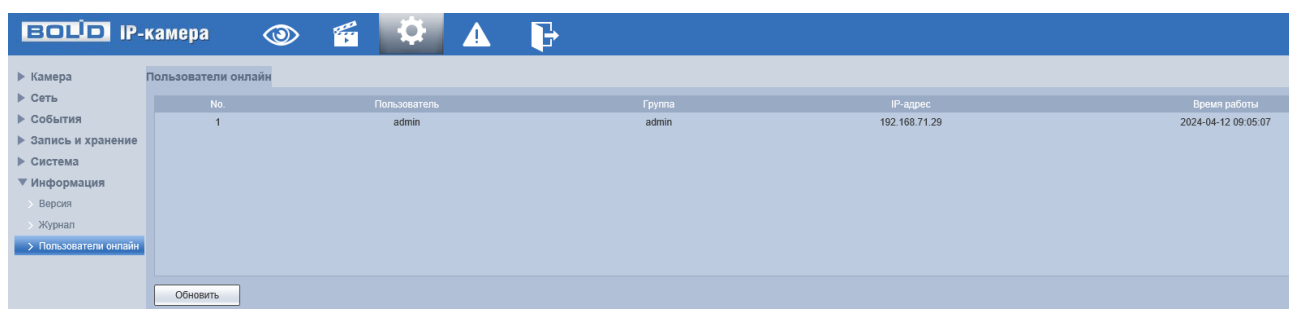 BOLID IP-камера
Камера
Сеть
События
Запись и хранение
Система
Информация
Версия
Журнал
Пользователи онлайн
Пользователи онлайн
No. Пользователь Группа IP-адрес Время работы
1 admin admin 192.168.71.29 2024-04-12 09:05:07
Обновить